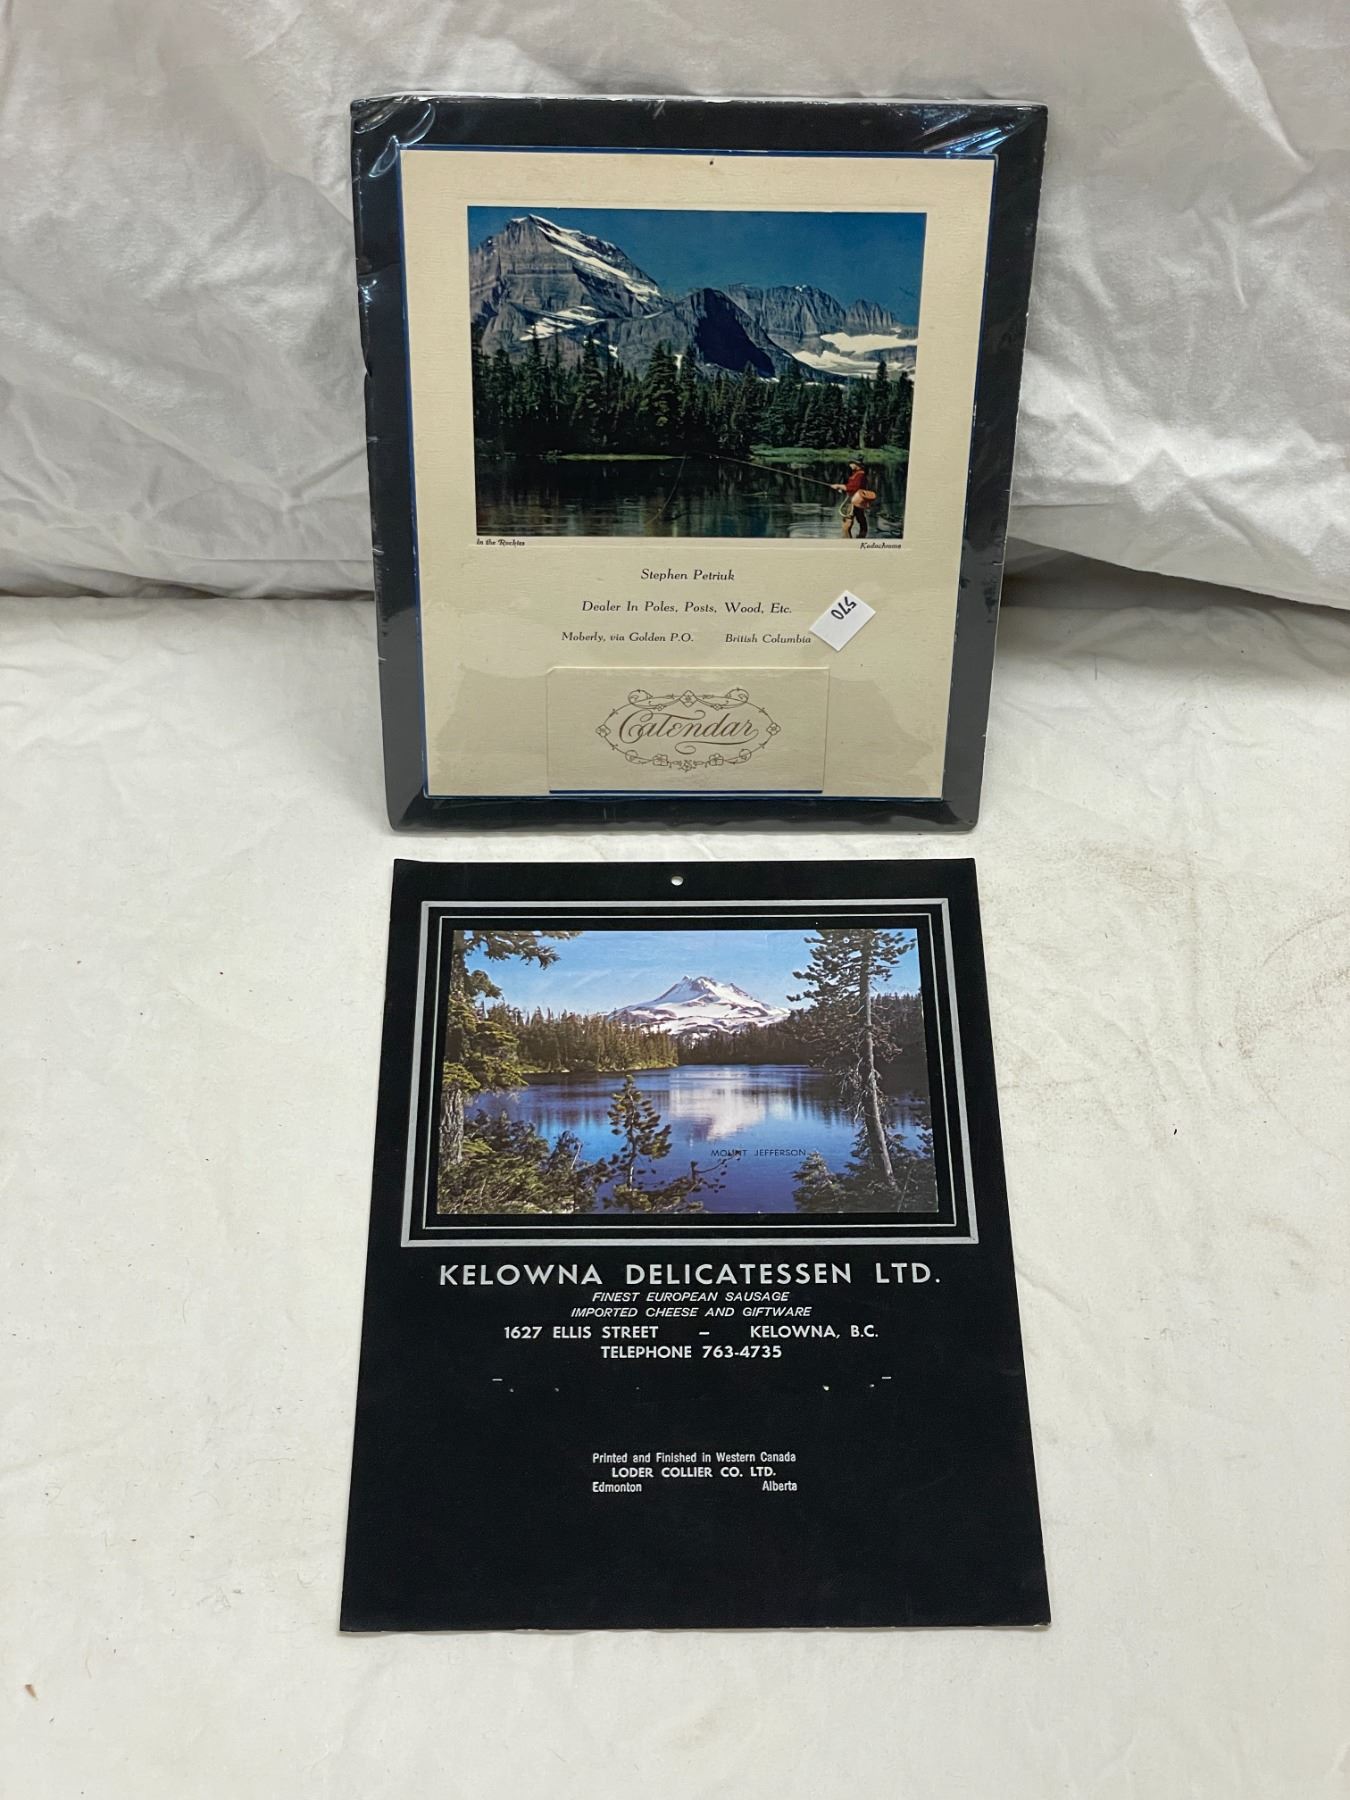 In the Rockies Kodachrome
Stephen Petriuk
Dealer In Poles, Posts, Wood, Etc.
570
Moberly, via Golden P.O. British Columbia
Calendar
MOUNT JEFFERSON
KELOWNA DELICATESSEN LTD.
FINEST EUROPEAN SAUSAGE
IMPORTED CHEESE AND GIFTWARE
1627 ELLIS STREET – KELOWNA, B.C.
TELEPHONE 763-4735
Printed and Finished in Western Canada
LODER COLLIER CO. LTD.
Edmonton Alberta